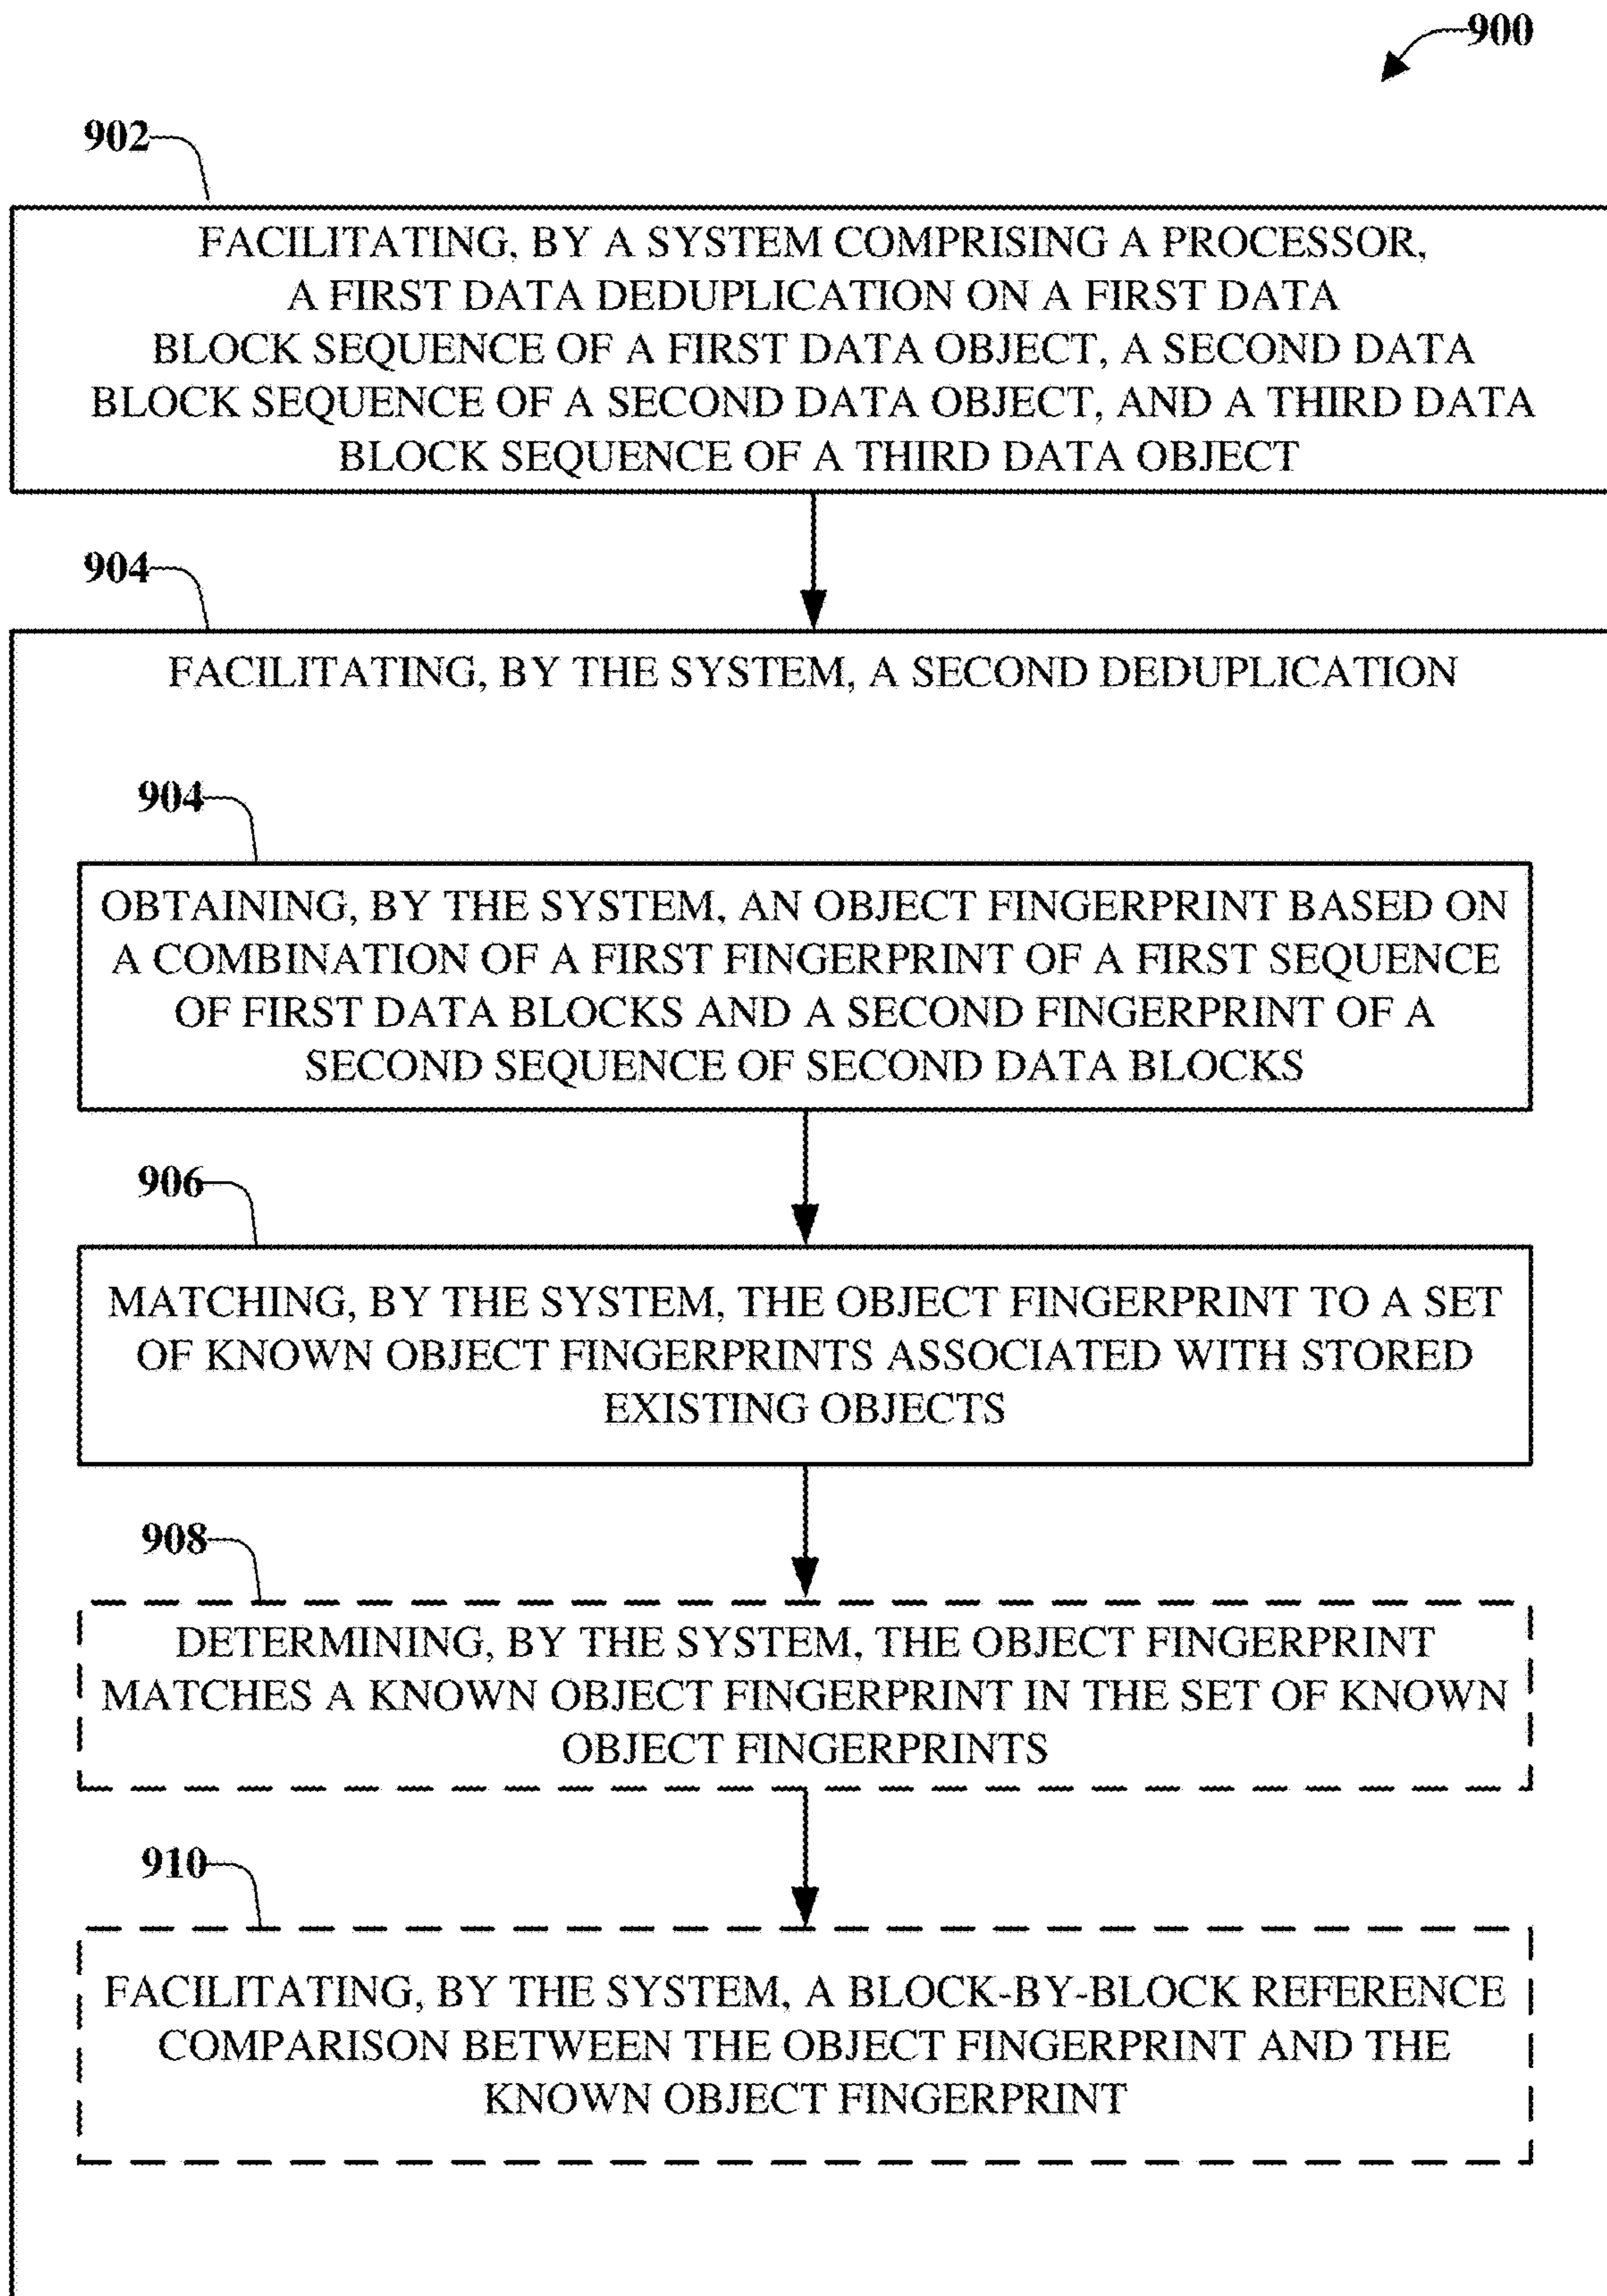 900
902
FACILITATING, BY A SYSTEM COMPRISING A PROCESSOR,
A FIRST DATA DEDUPLICATION ON A FIRST DATA
BLOCK SEQUENCE OF A FIRST DATA OBJECT, A SECOND DATA
BLOCK SEQUENCE OF A SECOND DATA OBJECT, AND A THIRD DATA
BLOCK SEQUENCE OF A THIRD DATA OBJECT
904
FACILITATING, BY THE SYSTEM, A SECOND DEDUPLICATION
904
OBTAINING, BY THE SYSTEM, AN OBJECT FINGERPRINT BASED ON
A COMBINATION OF A FIRST FINGERPRINT OF A FIRST SEQUENCE
OF FIRST DATA BLOCKS AND A SECOND FINGERPRINT OF A
SECOND SEQUENCE OF SECOND DATA BLOCKS
906
MATCHING, BY THE SYSTEM, THE OBJECT FINGERPRINT TO A SET
OF KNOWN OBJECT FINGERPRINTS ASSOCIATED WITH STORED
EXISTING OBJECTS
908
DETERMINING, BY THE SYSTEM, THE OBJECT FINGERPRINT
MATCHES A KNOWN OBJECT FINGERPRINT IN THE SET OF KNOWN
OBJECT FINGERPRINTS
910
FACILITATING, BY THE SYSTEM, A BLOCK-BY-BLOCK REFERENCE
COMPARISON BETWEEN THE OBJECT FINGERPRINT AND THE
KNOWN OBJECT FINGERPRINT